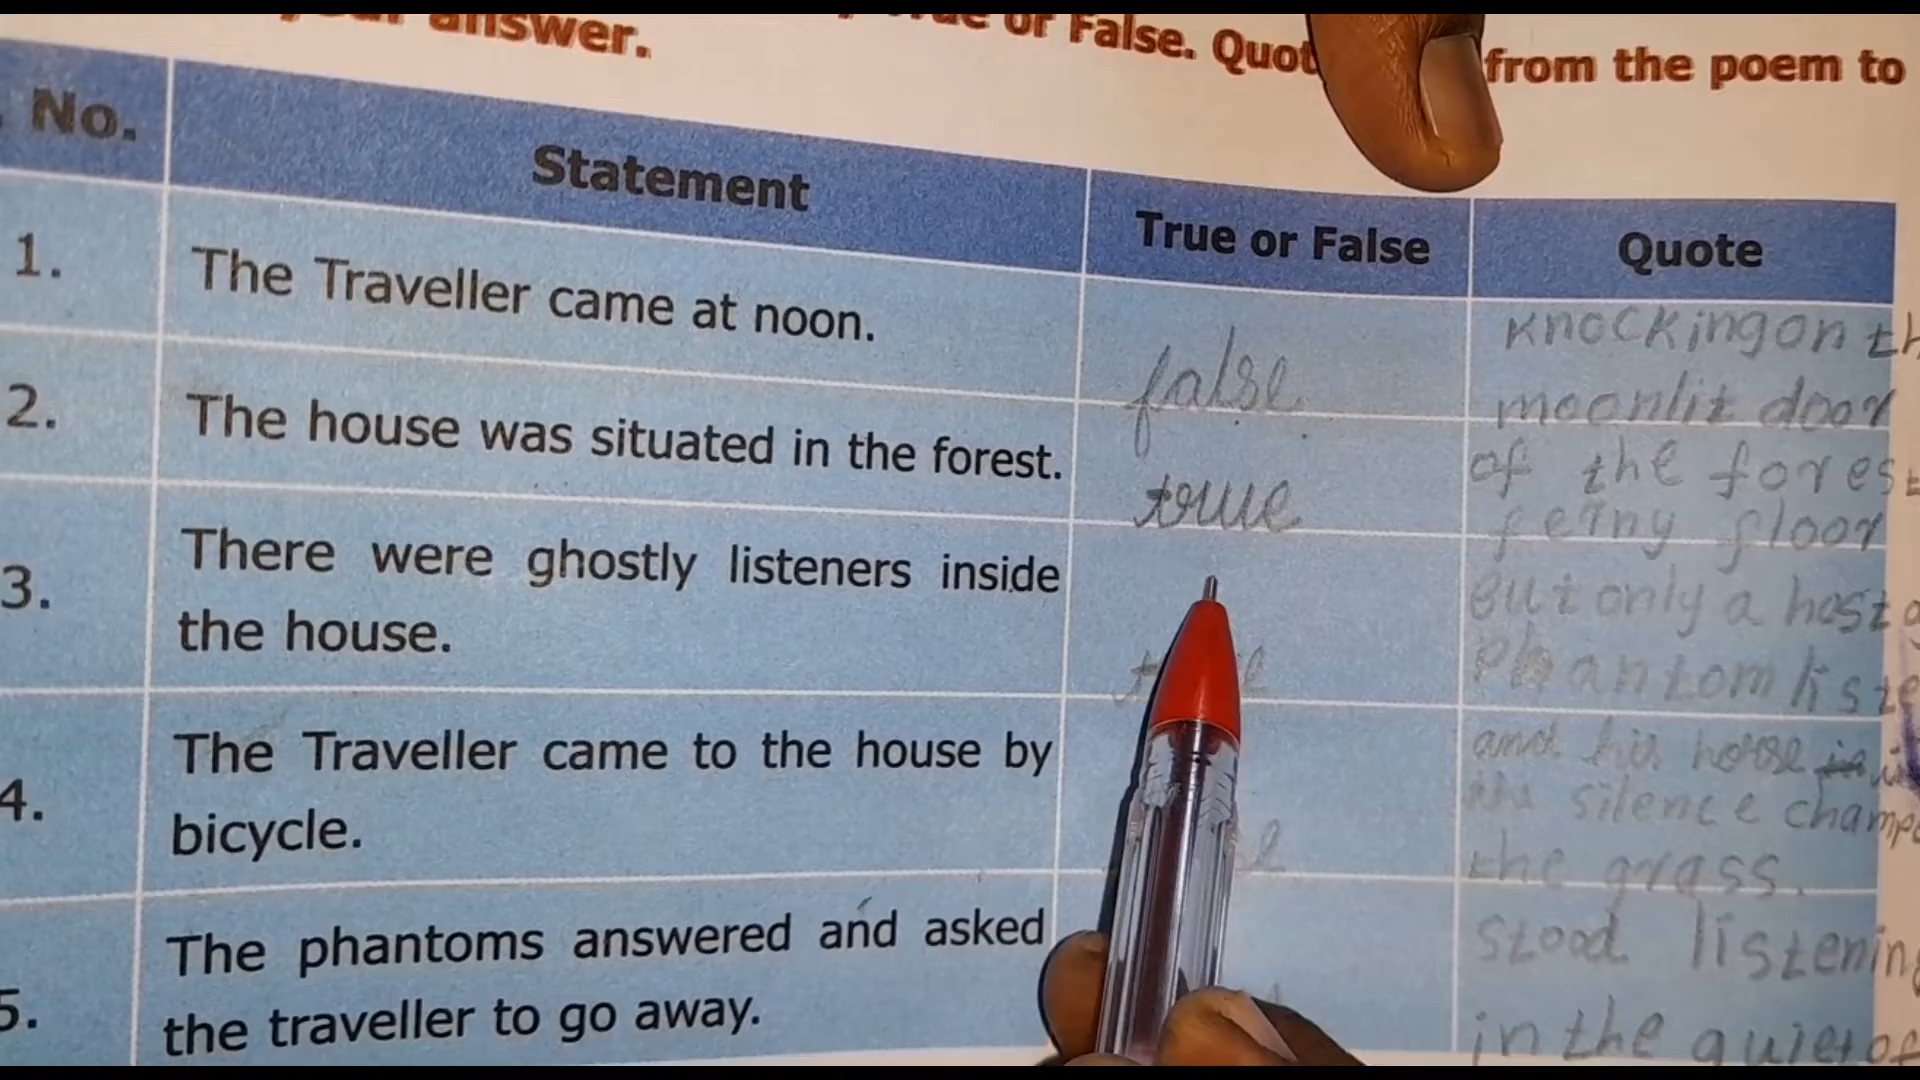 answer.
or False. Quot from the poem to
No. Statement True or False Quote
1. The Traveller came at noon. false Knocking on th
moonlit door
2. The house was situated in the forest. true of the forest
ferny floor
3. There were ghostly listeners inside But only a host
the house. Phantom liste
4. The Traveller came to the house by and his horse in
bicycle. the silence champ
the grass.
5. The phantoms answered and asked stood listening
the traveller to go away. in the quiet of